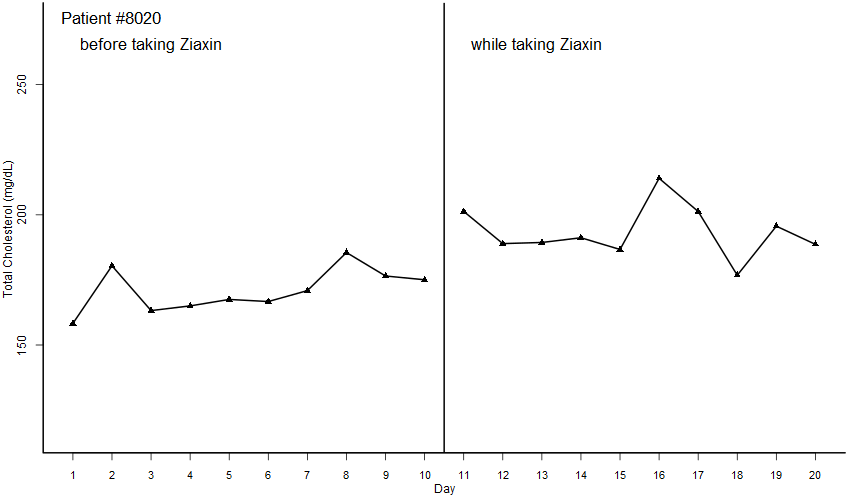 Patient #8020
before taking Ziaxin
while taking Ziaxin
250
200
150
Total Cholesterol (mg/dL)
1 2 3 4 5 6 7 8 9 10 11 12 13 14 15 16 17 18 19 20
Day